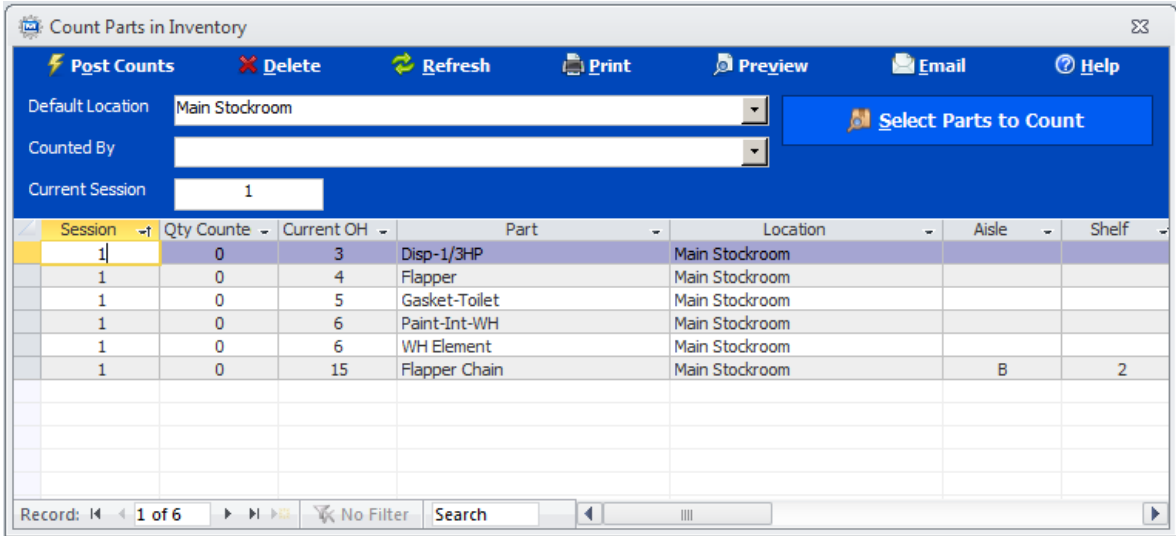 Count Parts in Inventory
Post Counts Delete Refresh Print Preview Email Help
Default Location Main Stockroom Select Parts to Count
Counted By
Current Session 1
Session Qty Counte Current OH Part Location Aisle Shelf
1 0 3 Disp-1/3HP Main Stockroom
1 0 4 Flapper Main Stockroom
1 0 5 Gasket-Toilet Main Stockroom
1 0 6 Paint-Int-WH Main Stockroom
1 0 6 WH Element Main Stockroom
1 0 15 Flapper Chain Main Stockroom B 2
Record: 1 of 6 No Filter Search